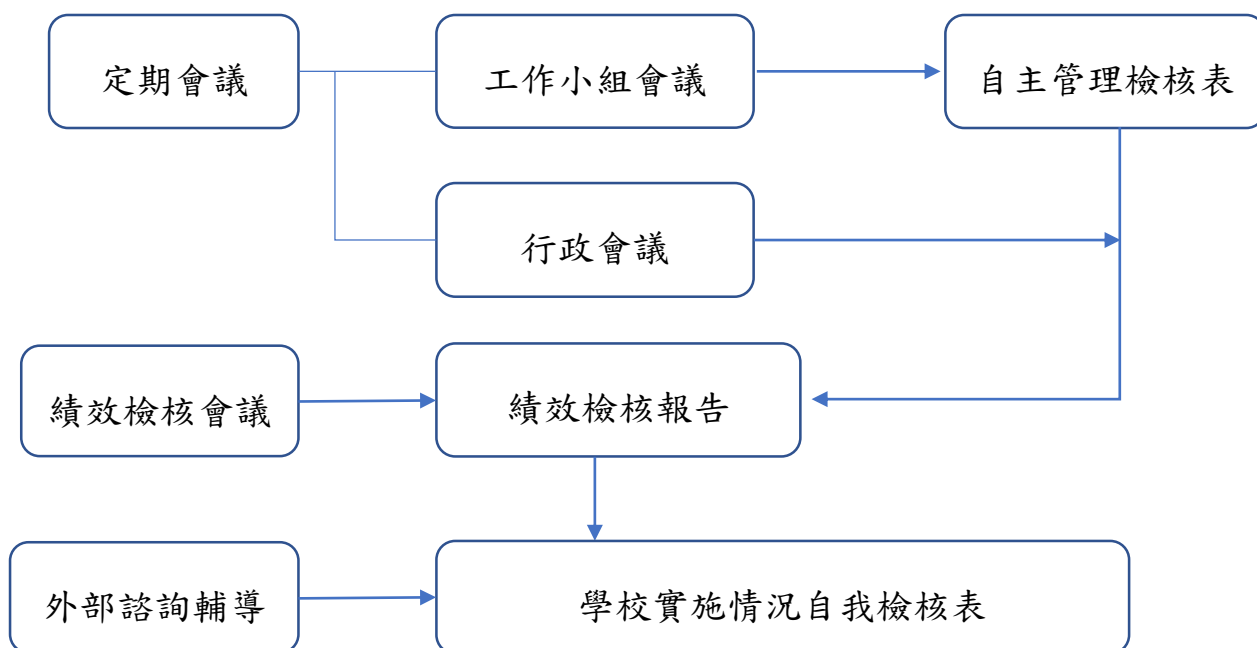 定期會議
工作小組會議
自主管理檢核表
行政會議
績效檢核會議
績效檢核報告
外部諮詢輔導
學校實施情況自我檢核表